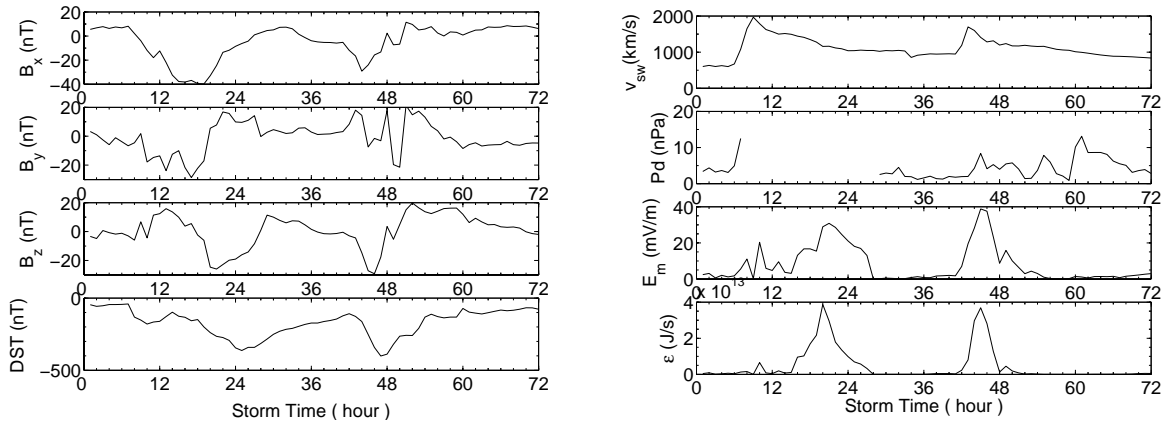 20
0
−20
−40
B_x (nT)
0 12 24 36 48 60 72
20
0
−20
B_y (nT)
0 12 24 36 48 60 72
20
0
−20
B_z (nT)
0 12 24 36 48 60 72
0
−500
DST (nT)
0 12 24 36 48 60 72
Storm Time ( hour )
2000
1000
0
v_sw(km/s)
0 12 24 36 48 60 72
20
10
0
Pd (nPa)
0 12 24 36 48 60 72
40
20
0
E_m (mV/m)
0 12 24 36 48 60 72
x 10^13
4
2
0
ε (J/s)
0 12 24 36 48 60 72
Storm Time ( hour )